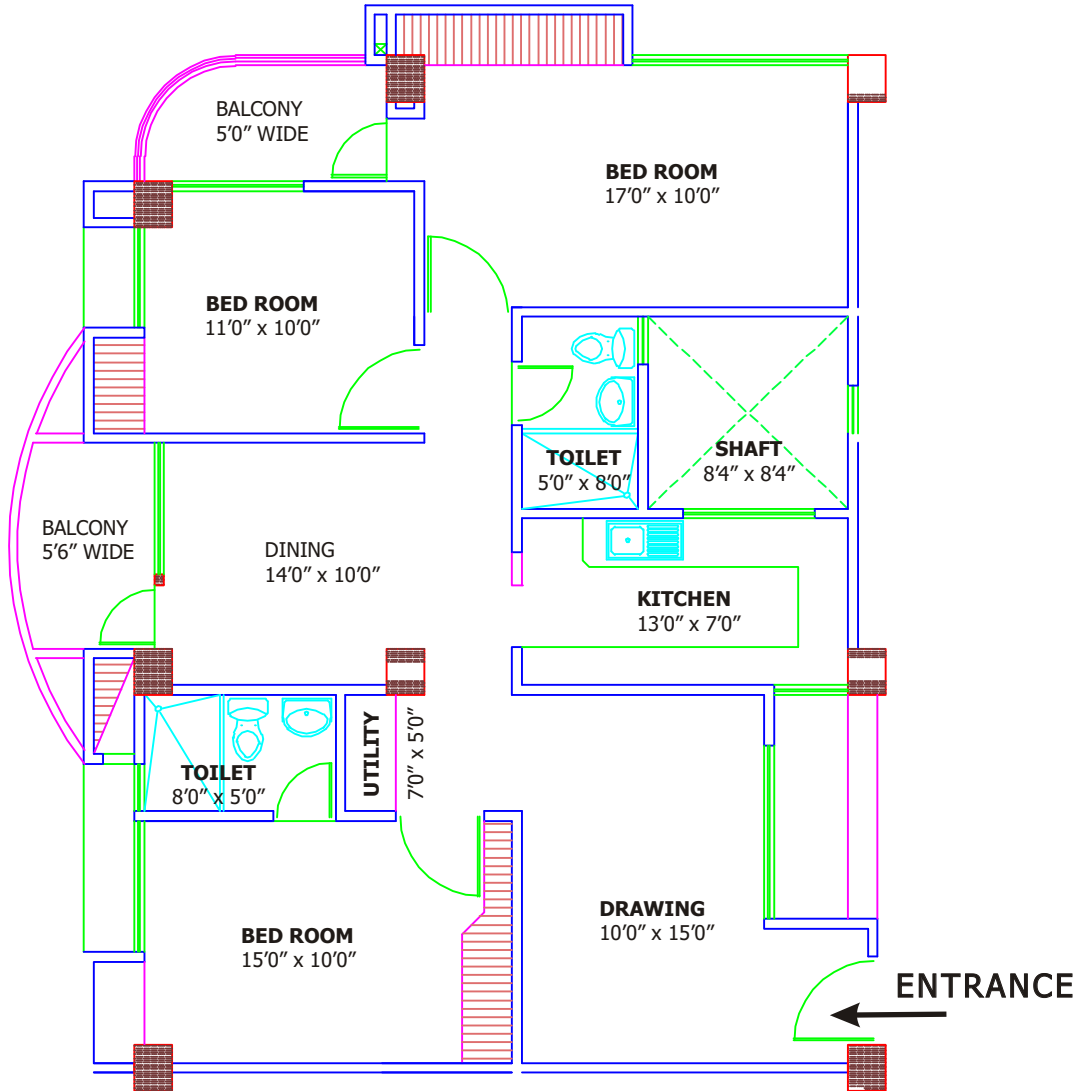 BALCONY
5'0” WIDE
BED ROOM
17'0” x 10'0”
BED ROOM
11'0” x 10'0”
TOILET
5'0” x 8'0”
SHAFT
8'4” x 8'4”
BALCONY
5'6” WIDE
DINING
14'0” x 10'0”
KITCHEN
13'0” x 7'0”
TOILET
8'0” x 5'0”
UTILITY
7'0” x 5'0”
BED ROOM
15'0” x 10'0”
DRAWING
10'0” x 15'0”
ENTRANCE